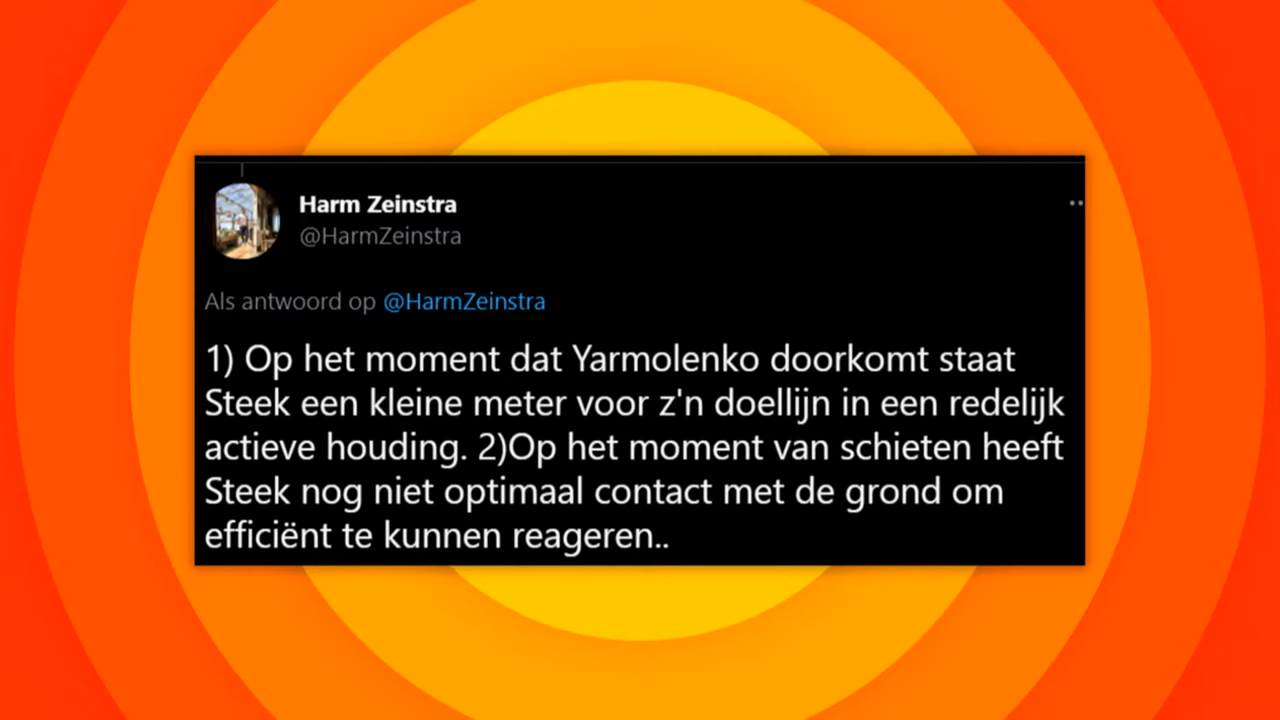 Harm Zeinstra
@HarmZeinstra
Als antwoord op @HarmZeinstra
1) Op het moment dat Yarmolenko doorkomt staat
Steek een kleine meter voor z'n doellijn in een redelijk
actieve houding. 2)Op het moment van schieten heeft
Steek nog niet optimaal contact met de grond om
efficiënt te kunnen reageren..